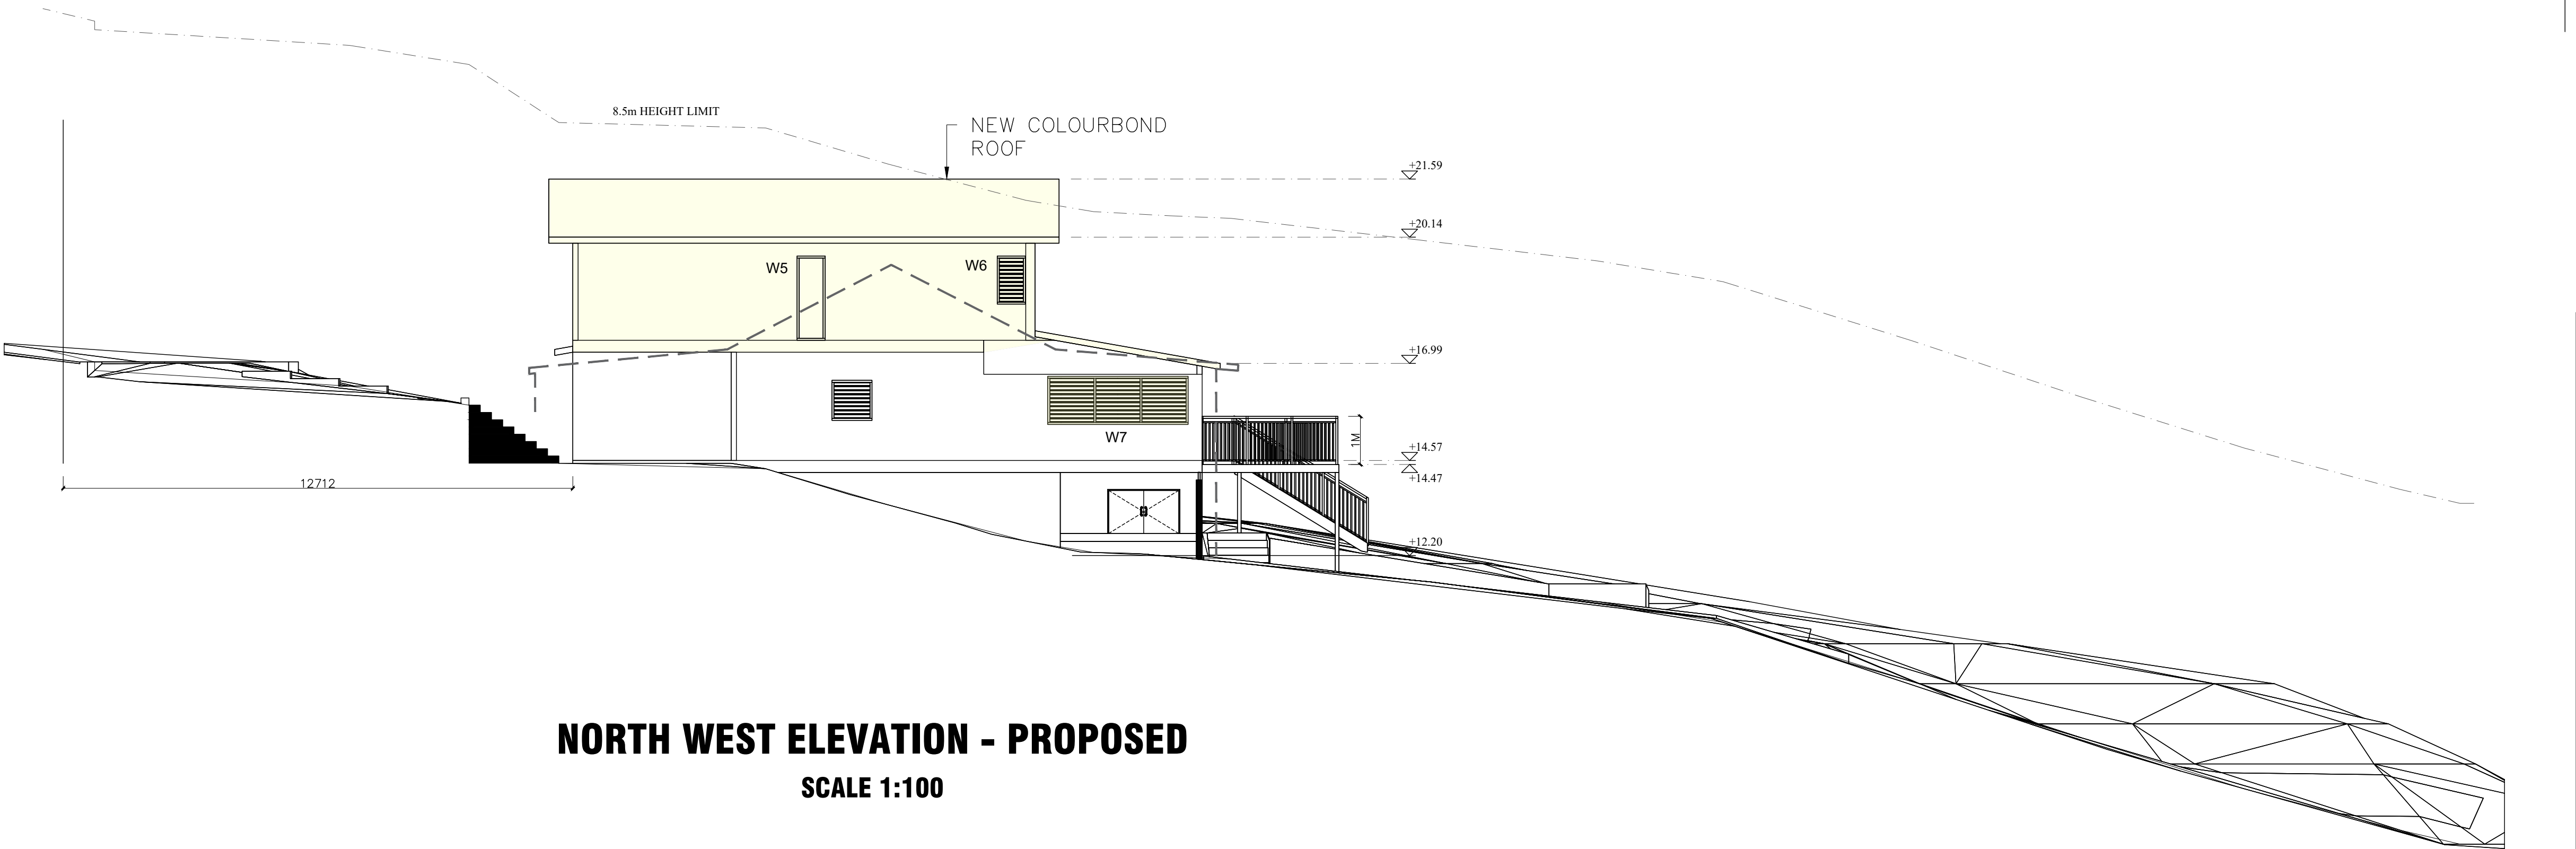 8.5m HEIGHT LIMIT
NEW COLOURBOND
ROOF
+21.59
+20.14
W5
W6
+16.99
W7
1M
+14.57
+14.47
12712
+12.20
NORTH WEST ELEVATION - PROPOSED
SCALE 1:100